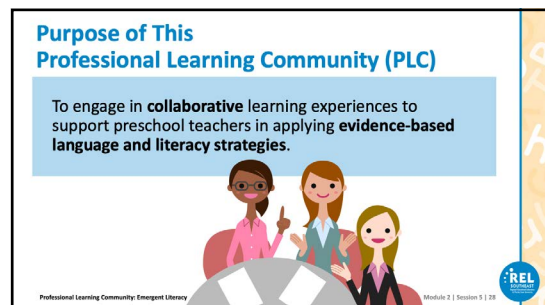 Purpose of This
Professional Learning Community (PLC)
To engage in collaborative learning experiences to
support preschool teachers in applying evidence-based
language and literacy strategies.
Professional Learning Community: Emergent Literacy
Module 2 | Session 5 | 28
REL
SOUTHEAST